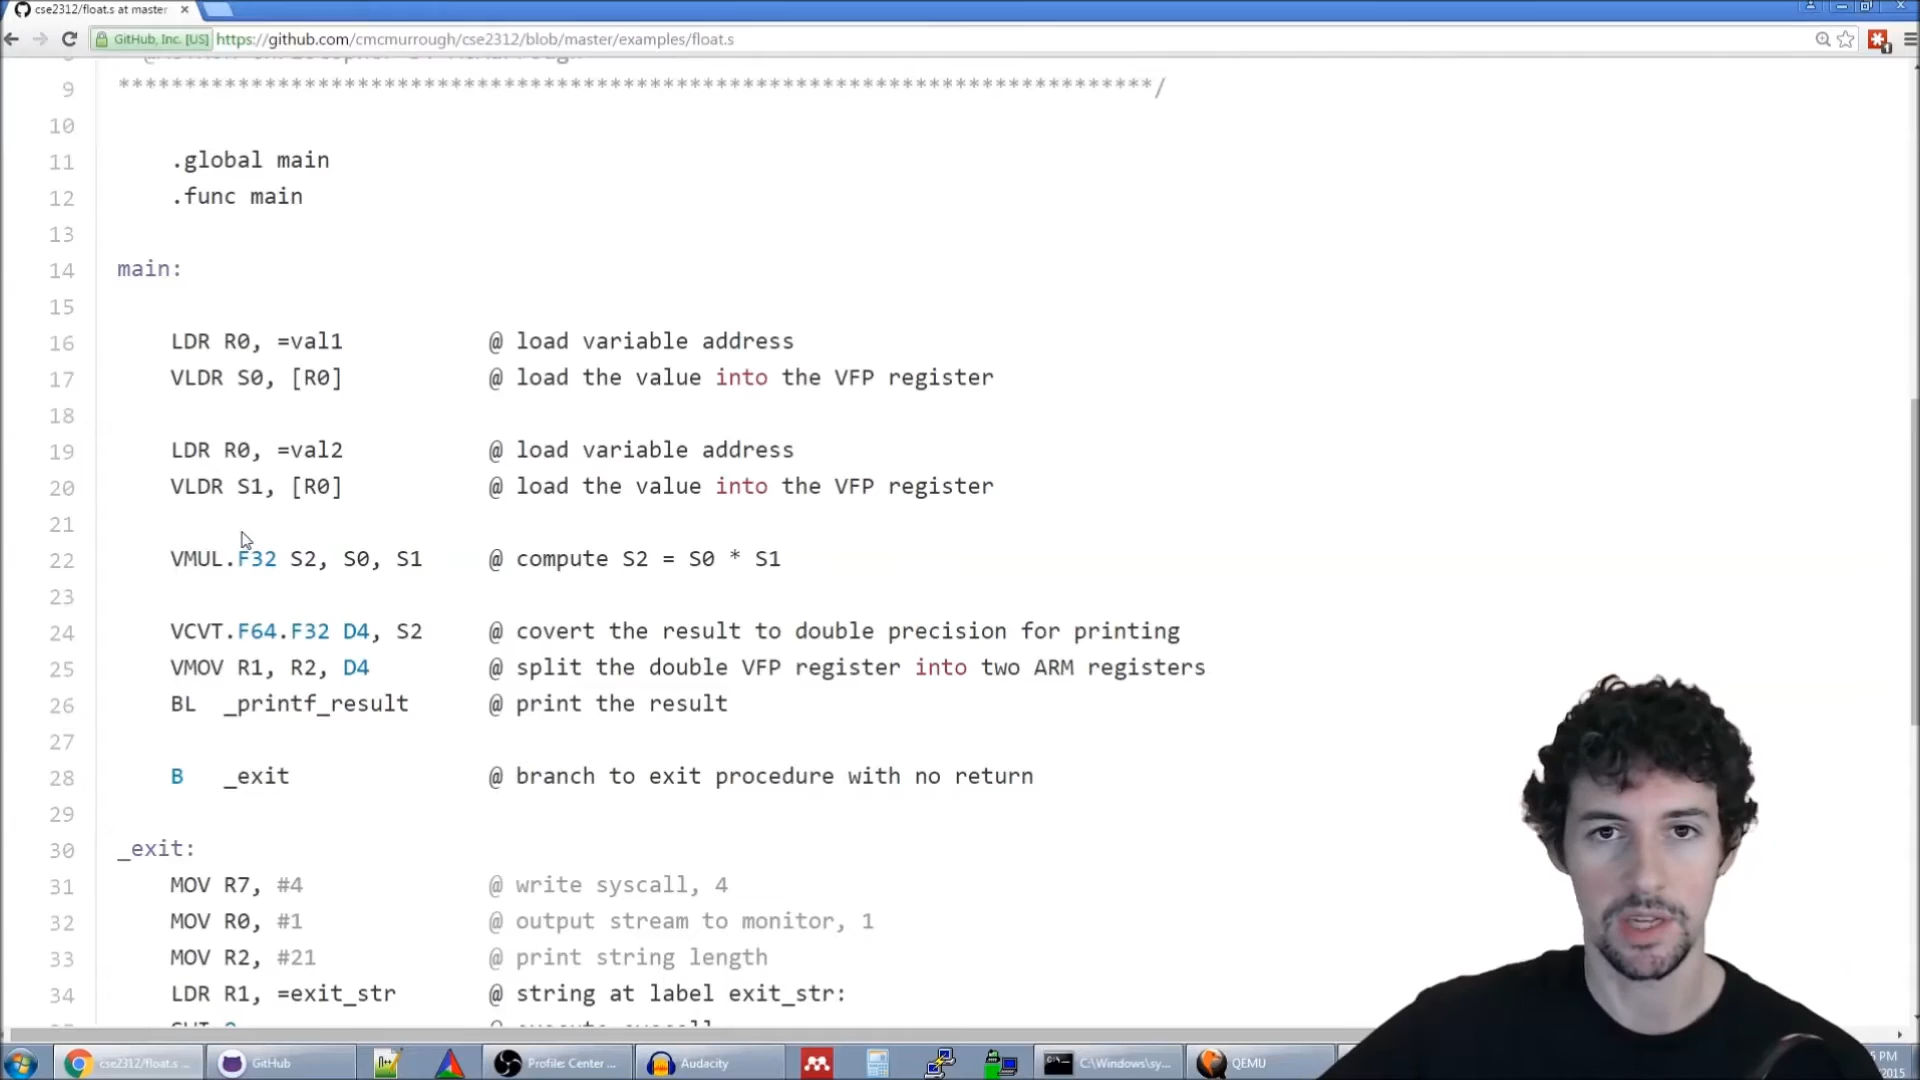 cse2312/float.s at master
GitHub, Inc. [US] https://github.com/cmcmurrough/cse2312/blob/master/examples/float.s
9 ******************************************************************************/
10
11 .global main
12 .func main
13
14 main:
15
16 LDR R0, =val1 @ load variable address
17 VLDR S0, [R0] @ load the value into the VFP register
18
19 LDR R0, =val2 @ load variable address
20 VLDR S1, [R0] @ load the value into the VFP register
21
22 VMUL.F32 S2, S0, S1 @ compute S2 = S0 * S1
23
24 VCVT.F64.F32 D4, S2 @ covert the result to double precision for printing
25 VMOV R1, R2, D4 @ split the double VFP register into two ARM registers
26 BL _printf_result @ print the result
27
28 B _exit @ branch to exit procedure with no return
29
30 _exit:
31 MOV R7, #4 @ write syscall, 4
32 MOV R0, #1 @ output stream to monitor, 1
33 MOV R2, #21 @ print string length
34 LDR R1, =exit_str @ string at label exit_str:
cse2312/float.s ... GitHub Profile: Center ... Audacity C:\Windows\sy... QEMU PM
2015